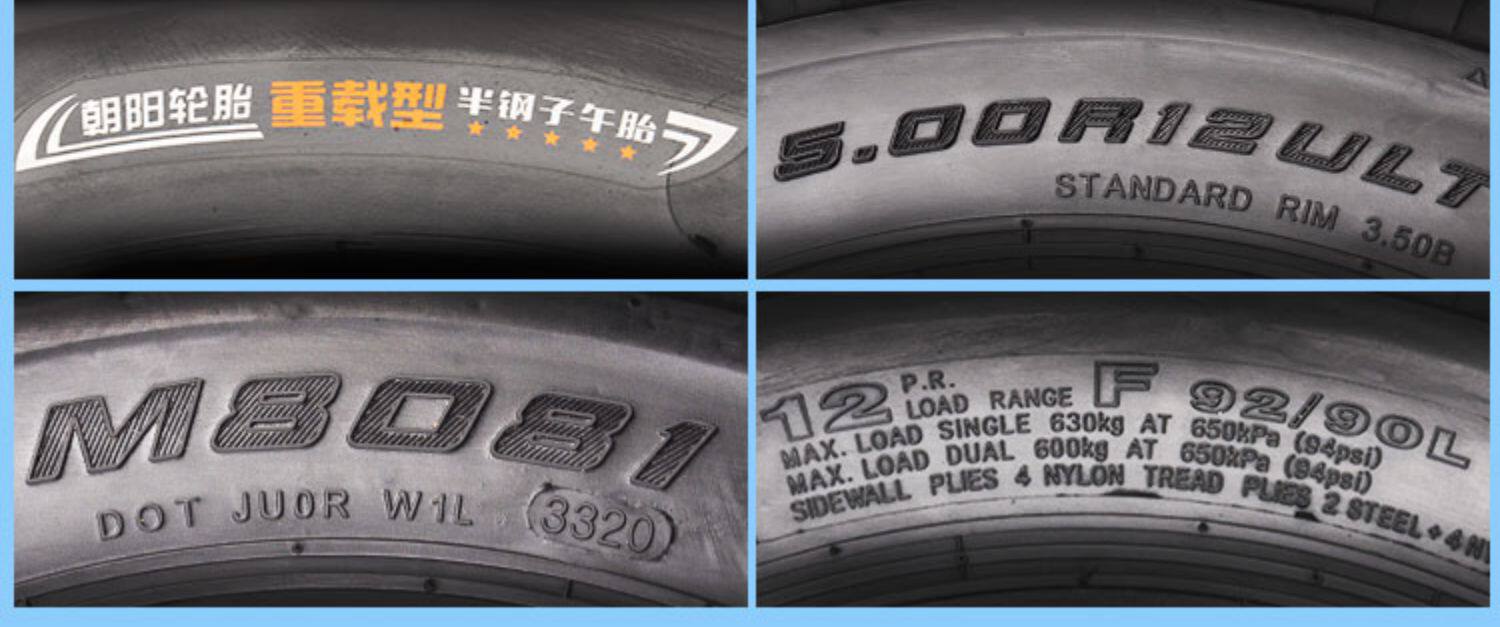 朝阳轮胎 重载型 半钢子午胎
5.00R12ULT
STANDARD RIM 3.50B
M8081
DOT JU0R W1L 3320
12 P.R. LOAD RANGE F 92/90L
MAX. LOAD SINGLE 630kg AT 650kPa (94psi)
MAX. LOAD DUAL 600kg AT 650kPa (94psi)
SIDEWALL PLIES 4 NYLON TREAD PLIES 2 STEEL + 4 N